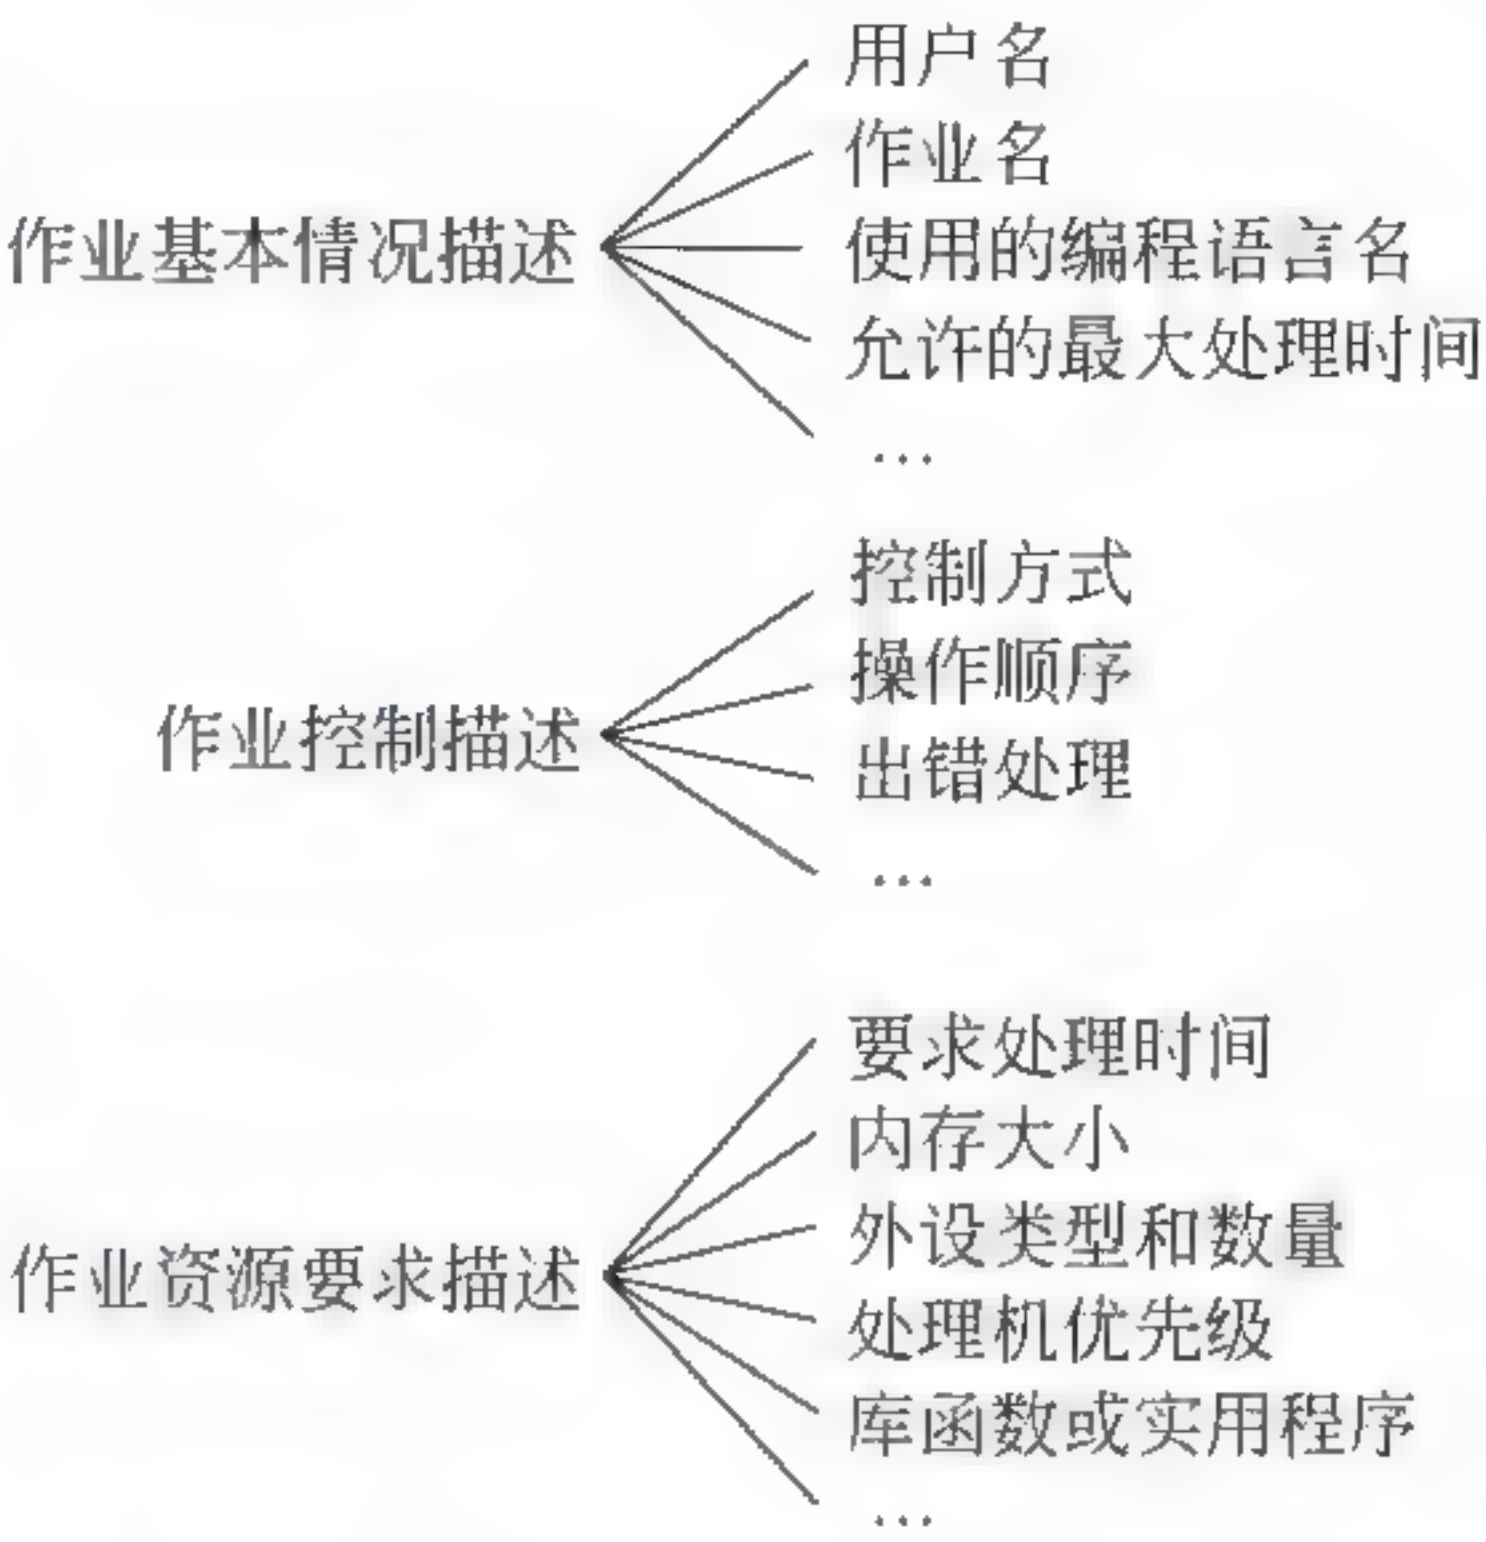 作业基本情况描述
用户名
作业名
使用的编程语言名
允许的最大处理时间
…
作业控制描述
控制方式
操作顺序
出错处理
…
作业资源要求描述
要求处理时间
内存大小
外设类型和数量
处理机优先级
库函数或实用程序
…